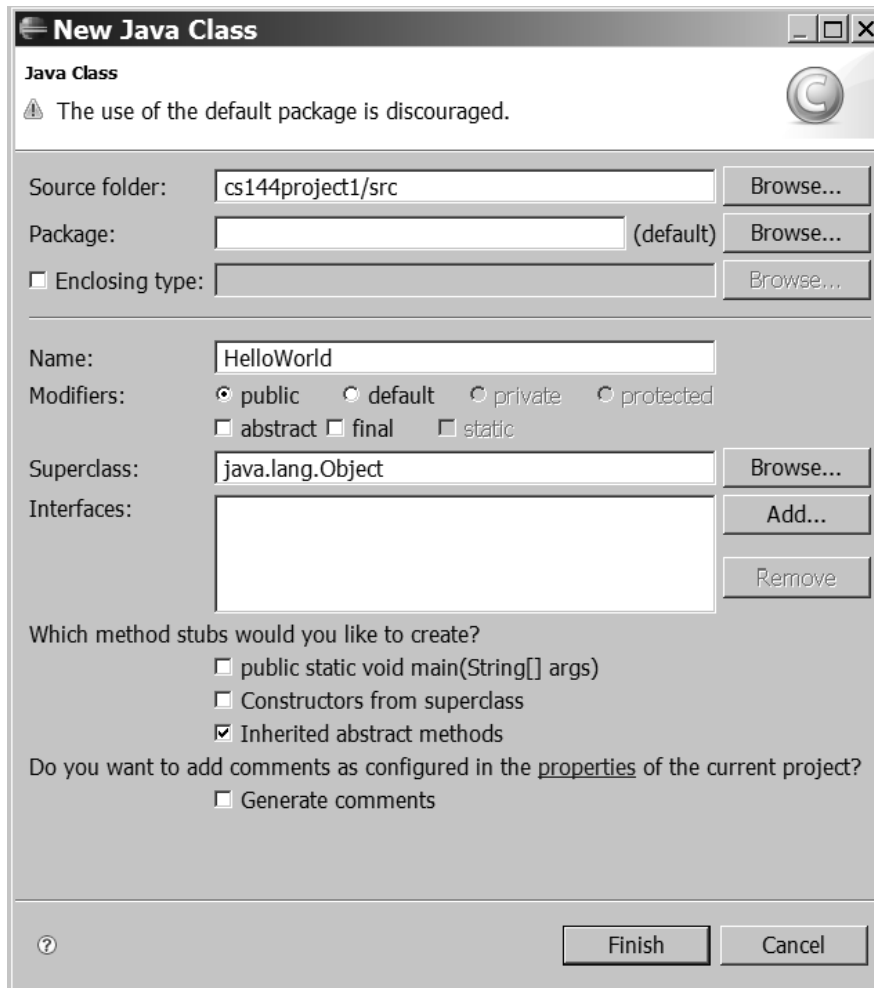 New Java Class
Java Class
The use of the default package is discouraged.
C
Source folder: cs144project1/src Browse...
Package: (default) Browse...
Enclosing type: Browse...
Name: HelloWorld
Modifiers: public default private protected
abstract final static
Superclass: java.lang.Object Browse...
Interfaces: Add...
Remove
Which method stubs would you like to create?
public static void main(String[] args)
Constructors from superclass
Inherited abstract methods
Do you want to add comments as configured in the properties of the current project?
Generate comments
? Finish Cancel